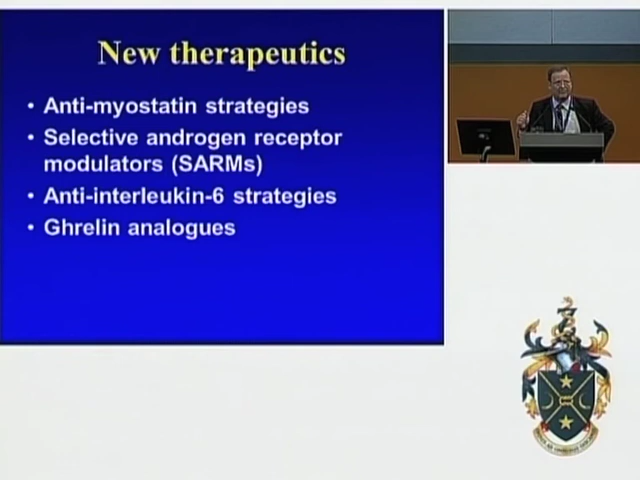 New therapeutics
• Anti-myostatin strategies
• Selective androgen receptor
modulators (SARMs)
• Anti-interleukin-6 strategies
• Ghrelin analogues